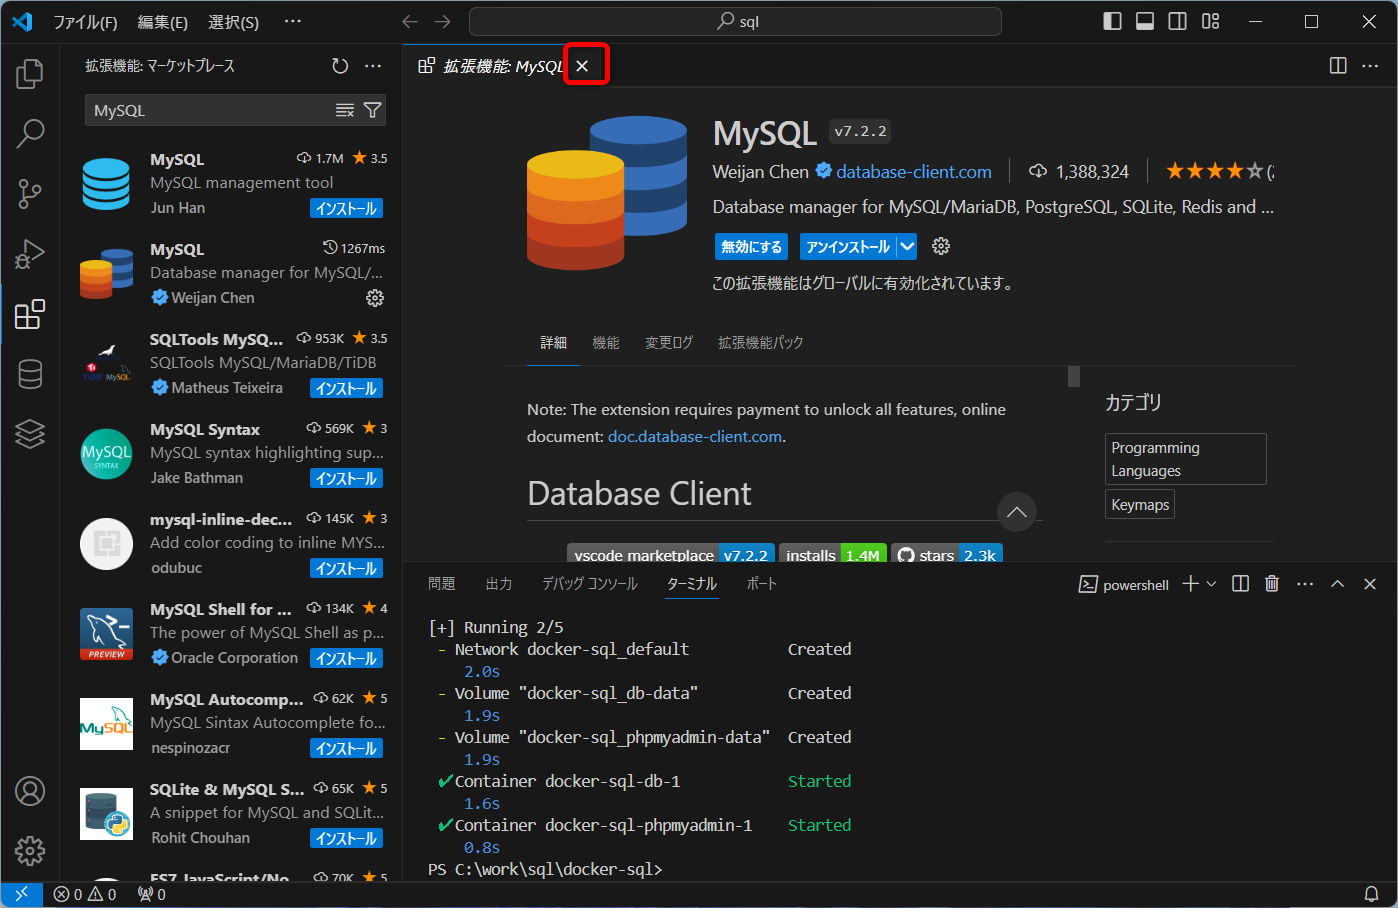 ファイル(F) 編集(E) 選択(S) ··· sql
拡張機能: マーケットプレース
MySQL
MySQL 1.7M 3.5
MySQL management tool
Jun Han インストール
MySQL 1267ms
Database manager for MySQL/...
Weijan Chen
SQLTools MySQ... 953K 3.5
SQLTools MySQL/MariaDB/TiDB
Matheus Teixeira インストール
MySQL
SYNTAX
MySQL Syntax 569K 3
MySQL syntax highlighting sup...
Jake Bathman インストール
mysql-inline-dec... 145K 3
Add color coding to inline MYS...
odubuc インストール
PREVIEW
MySQL Shell for ... 134K 4
The power of MySQL Shell as p...
Oracle Corporation インストール
MySQL
MySQL Autocomp... 62K 5
MySQL Sintax Autocomplete fo...
nespinozacr インストール
SQLite & MySQL S... 65K 5
A snippet for MySQL and SQLit...
Rohit Chouhan インストール
ES7 JavaScript/No... 70K 5
拡張機能: MySQL
MySQL v7.2.2
Weijan Chen database-client.com 1,388,324
Database manager for MySQL/MariaDB, PostgreSQL, SQLite, Redis and ...
無効にする アンインストール
この拡張機能はグローバルに有効化されています。
詳細 機能 変更ログ 拡張機能パック
Note: The extension requires payment to unlock all features, online
document: doc.database-client.com.
Database Client
vscode marketplace v7.2.2 installs 1.4M stars 2.3k
カテゴリ
Programming
Languages
Keymaps
問題 出力 デバッグ コンソール ターミナル ポート powershell
[+] Running 2/5
- Network docker-sql_default Created
2.0s
- Volume "docker-sql_db-data" Created
1.9s
- Volume "docker-sql_phpmyadmin-data" Created
1.9s
✔Container docker-sql-db-1 Started
1.6s
✔Container docker-sql-phpmyadmin-1 Started
0.8s
PS C:\work\sql\docker-sql>
0 0 0